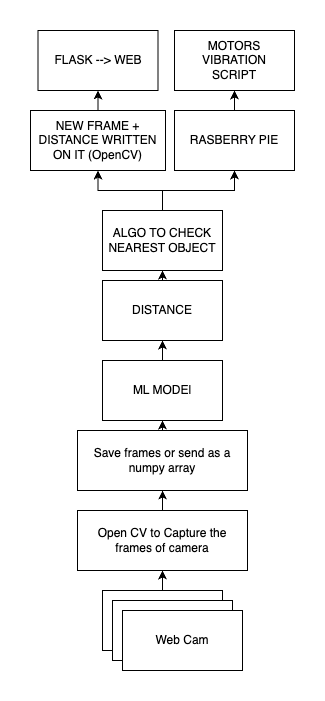 FLASK --> WEB
MOTORS
VIBRATION
SCRIPT
NEW FRAME +
DISTANCE WRITTEN
ON IT (OpenCV)
RASBERRY PIE
ALGO TO CHECK
NEAREST OBJECT
DISTANCE
ML MODEl
Save frames or send as a
numpy array
Open CV to Capture the
frames of camera
Web Cam